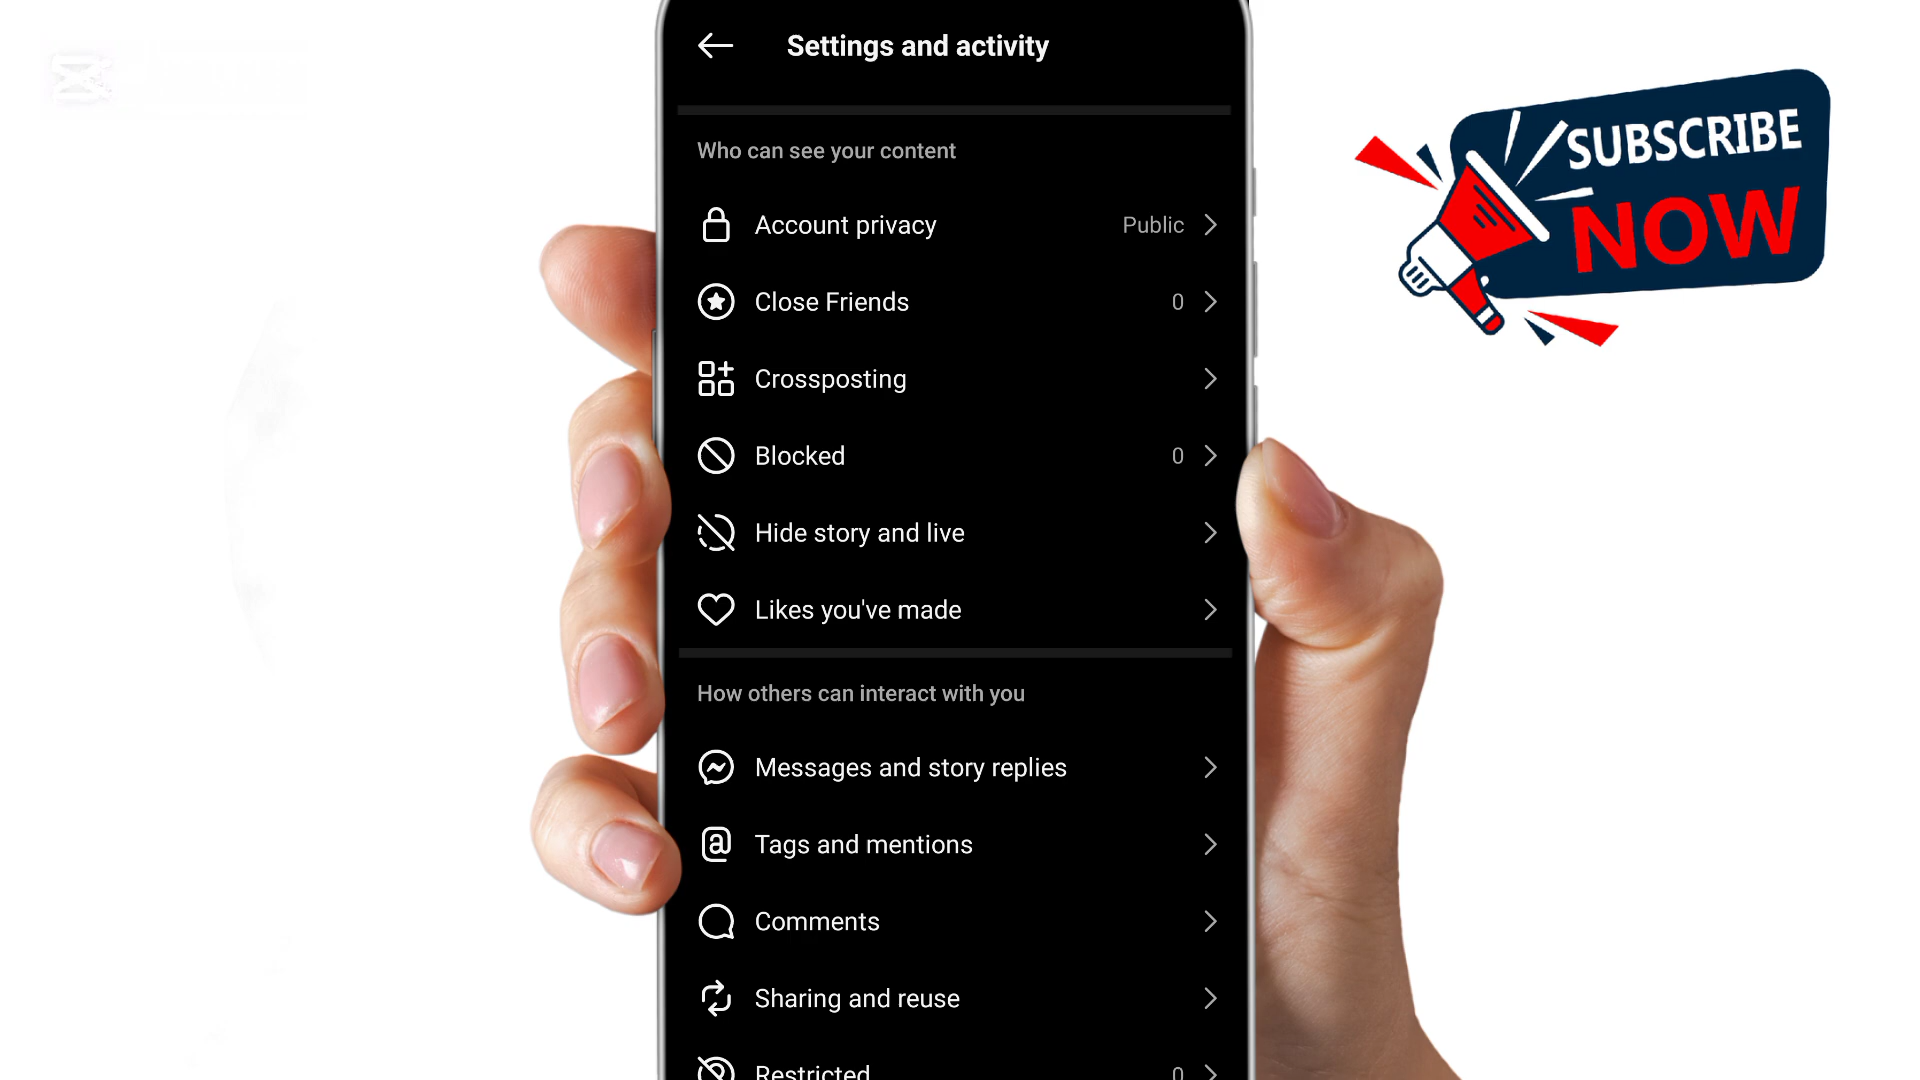 Settings and activity
Who can see your content
Account privacy Public
Close Friends 0
Crossposting
Blocked 0
Hide story and live
Likes you've made
How others can interact with you
Messages and story replies
Tags and mentions
Comments
Sharing and reuse
Restricted 0
SUBSCRIBE
NOW